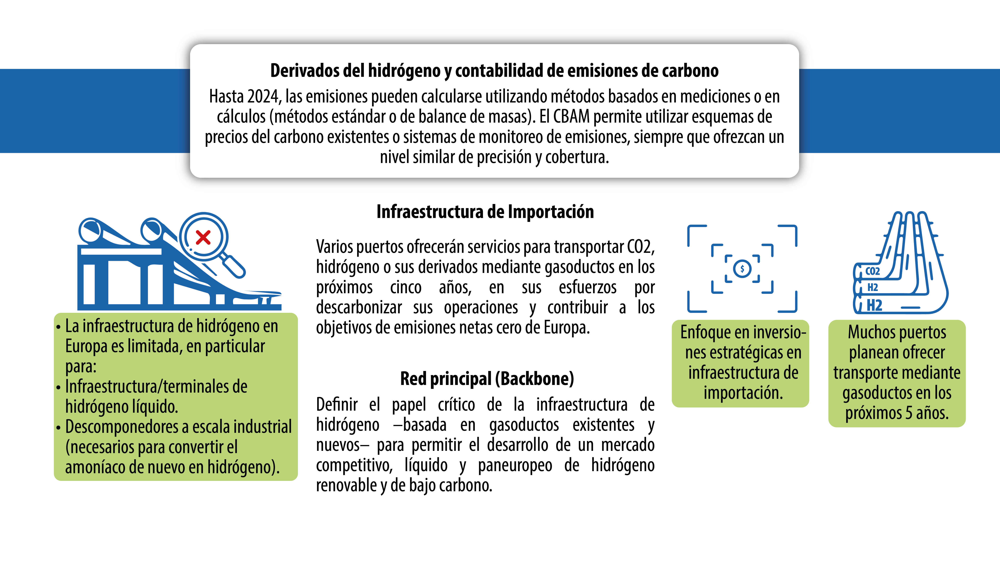 Derivados del hidrógeno y contabilidad de emisiones de carbono
Hasta 2024, las emisiones pueden calcularse utilizando métodos basados en mediciones o en
cálculos (métodos estándar o de balance de masas). El CBAM permite utilizar esquemas de
precios del carbono existentes o sistemas de monitoreo de emisiones, siempre que ofrezcan un
nivel similar de precisión y cobertura.
• La infraestructura de hidrógeno en
Europa es limitada, en particular
para:
• Infraestructura/terminales de
hidrógeno líquido.
• Descomponedores a escala industrial
(necesarios para convertir el
amoníaco de nuevo en hidrógeno).
Infraestructura de Importación
Varios puertos ofrecerán servicios para transportar CO2,
hidrógeno o sus derivados mediante gasoductos en los
próximos cinco años, en sus esfuerzos por
descarbonizar sus operaciones y contribuir a los
objetivos de emisiones netas cero de Europa.
Red principal (Backbone)
Definir el papel crítico de la infraestructura de
hidrógeno –basada en gasoductos existentes y
nuevos– para permitir el desarrollo de un mercado
competitivo, líquido y paneuropeo de hidrógeno
renovable y de bajo carbono.
$
Enfoque en inversio-
nes estratégicas en
infraestructura de
importación.
CO2
H2
H2
Muchos puertos
planean ofrecer
transporte mediante
gasoductos en los
próximos 5 años.